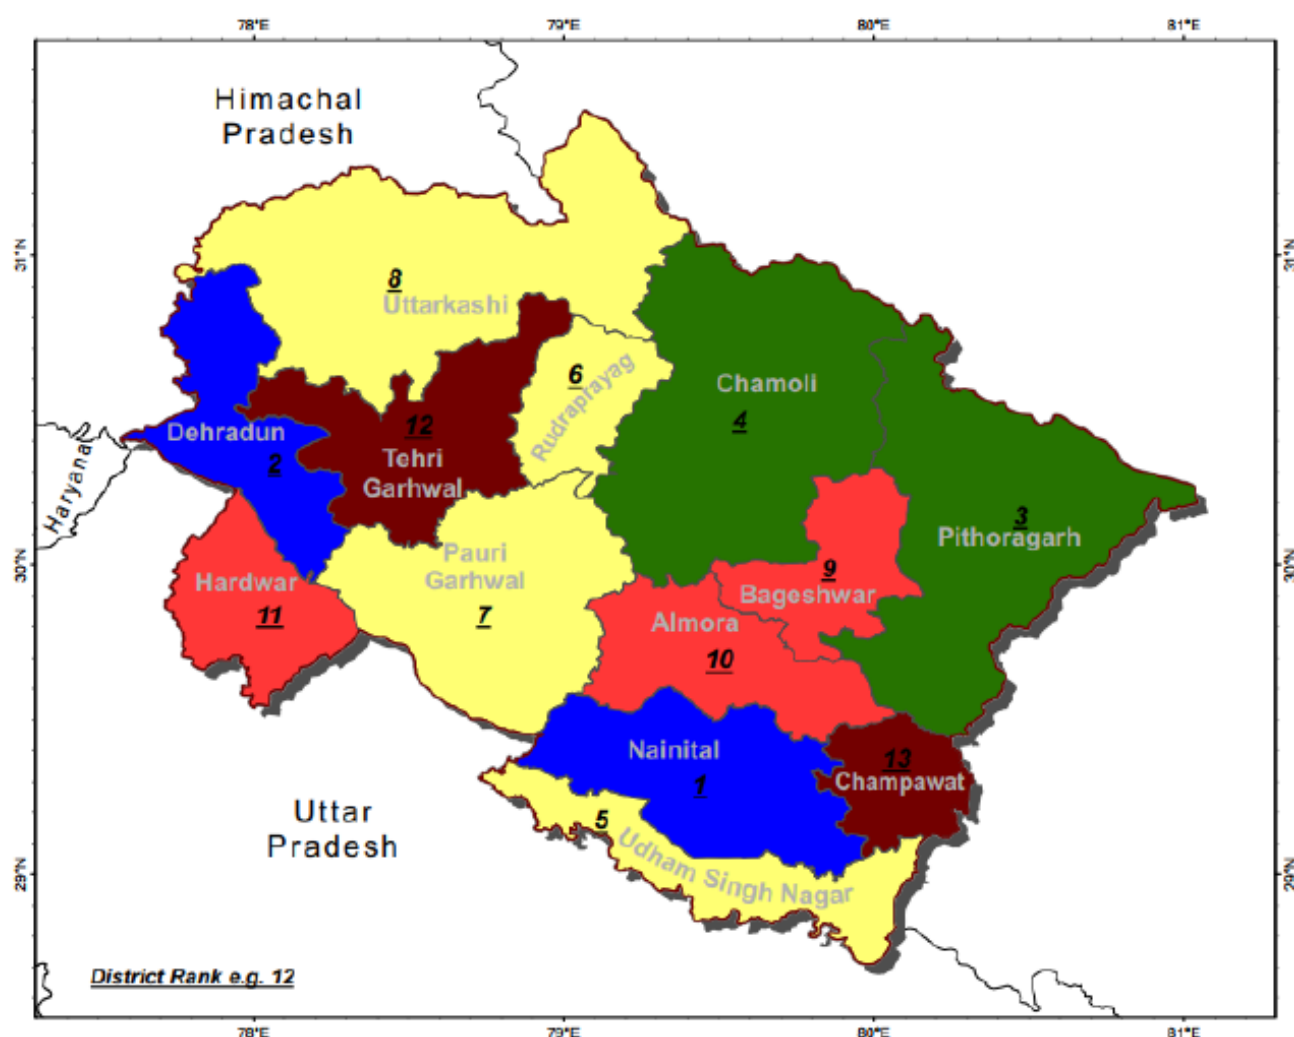 78°E 79°E 80°E 81°E
Himachal
Pradesh
31°N
31°N
8
Uttarkashi
6
Rudraprayag
Chamoli
4
12
Tehri
Garhwal
Dehradun
2
Haryana
3
Pithoragarh
Pauri
Garhwal
7
30°N
30°N
Hardwar
11
9
Bageshwar
Almora
10
Nainital
1
13
Champawat
5
Udham Singh Nagar
Uttar
Pradesh
29°N
29°N
District Rank e.g. 12
78°E 79°E 80°E 81°E